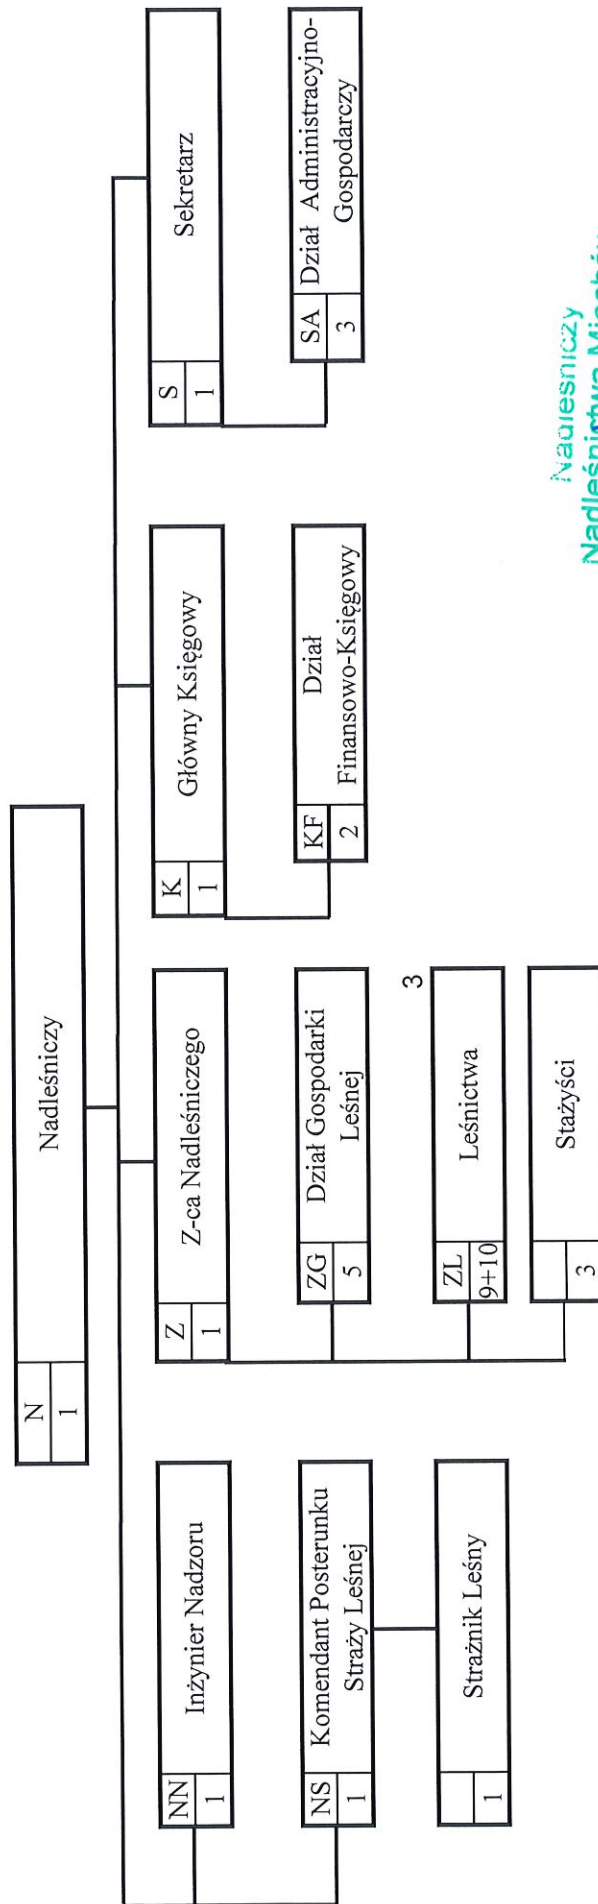 N
1
Nadleśniczy
NN
1
Inżynier Nadzoru
NS
1
Komendant Posterunku
Straży Leśnej
1
Strażnik Leśny
Z
1
Z-ca Nadleśniczego
ZG
5
Dział Gospodarki
Leśnej
3
ZL
9+10
Leśnictwa
3
Stażyści
K
1
Główny Księgowy
KF
2
Dział
Finansowo-Księgowy
S
1
Sekretarz
SA
3
Dział Administracyjno-
Gospodarczy
Nadleśniczy
Nadleśnictwa Miechów